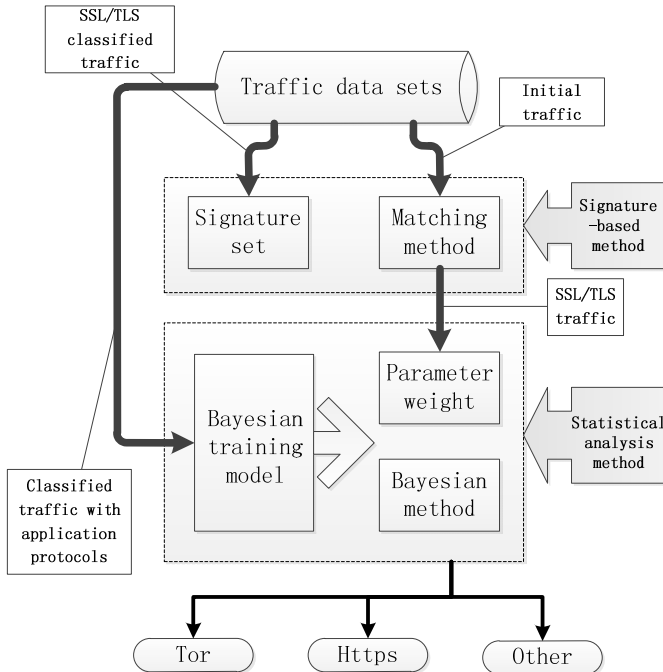 SSL/TLS
classified
traffic
Traffic data sets
Initial
traffic
Signature
set
Matching
method
Signature
-based
method
SSL/TLS
traffic
Bayesian
training
model
Parameter
weight
Bayesian
method
Statistical
analysis
method
Classified
traffic with
application
protocols
Tor
Https
Other